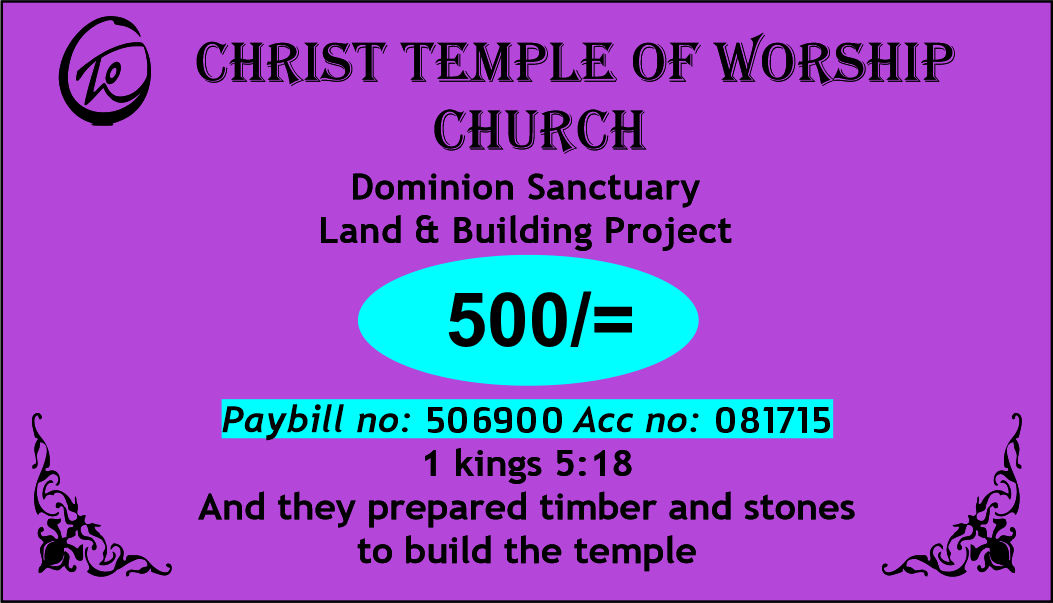 CTOW
CHRIST TEMPLE OF WORSHIP
CHURCH
Dominion Sanctuary
Land & Building Project
500/=
Paybill no: 506900 Acc no: 081715
1 kings 5:18
And they prepared timber and stones
to build the temple